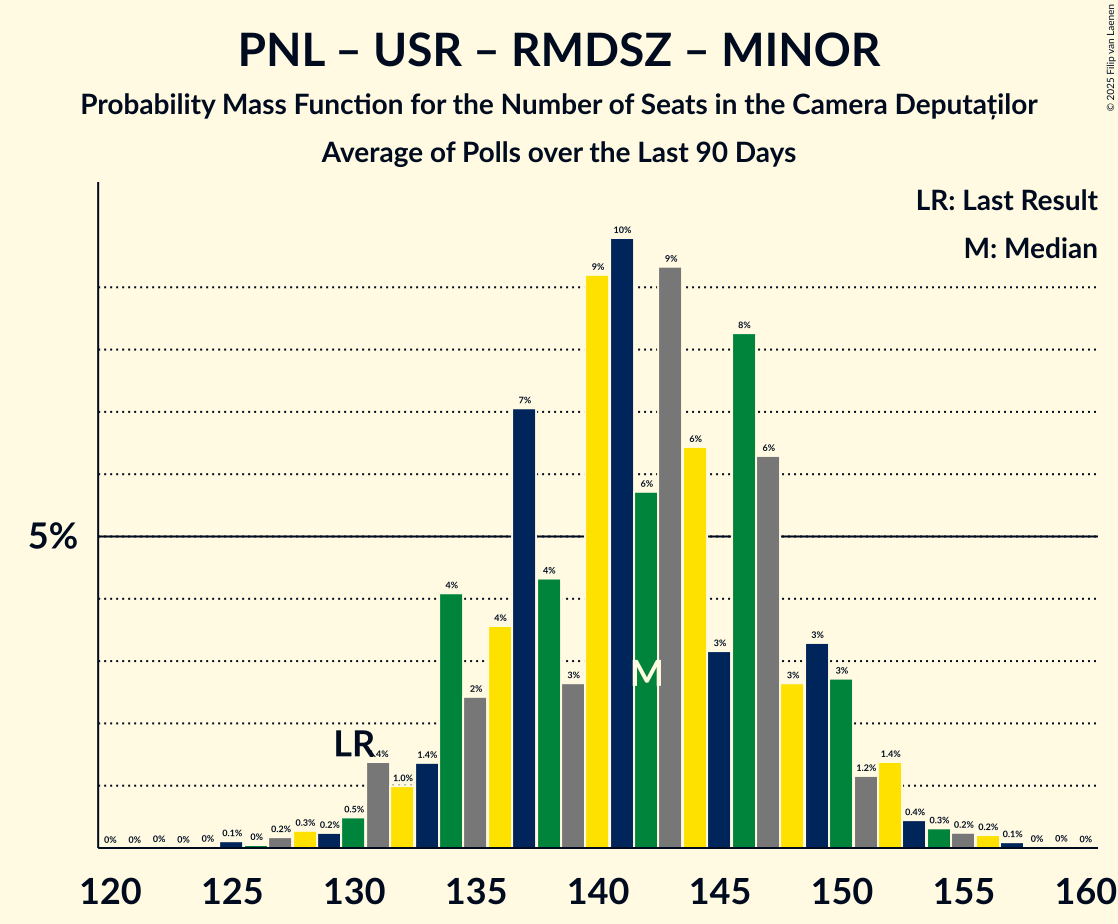 PNL – USR – RMDSZ – MINOR
Probability Mass Function for the Number of Seats in the Camera Deputaților
Average of Polls over the Last 90 Days
© 2025 Filip van Laenen
LR: Last Result
M: Median
5%
0% 0% 0% 0% 0% 0.1% 0% 0.2% 0.3% 0.2% 0.5% .4% 1.0% 1.4% 4% 2% 4% 7% 4% 3% 9% 10% 6% 9% 6% 3% 8% 6% 3% 3% 3% 1.2% 1.4% 0.4% 0.3% 0.2% 0.2% 0.1% 0% 0% 0%
LR
M
120 125 130 135 140 145 150 155 160